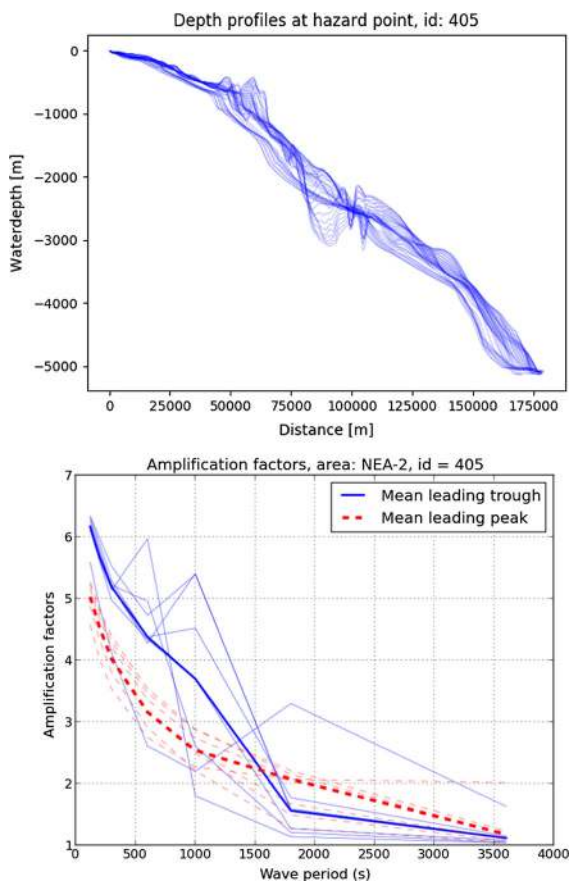 Depth profiles at hazard point, id: 405
0
−1000
−2000
−3000
−4000
−5000
Waterdepth [m]
0 25000 50000 75000 100000 125000 150000 175000
Distance [m]
Amplification factors, area: NEA-2, id = 405
7
6
5
4
3
2
1
Amplification factors
Mean leading trough
Mean leading peak
0 500 1000 1500 2000 2500 3000 3500 4000
Wave period (s)